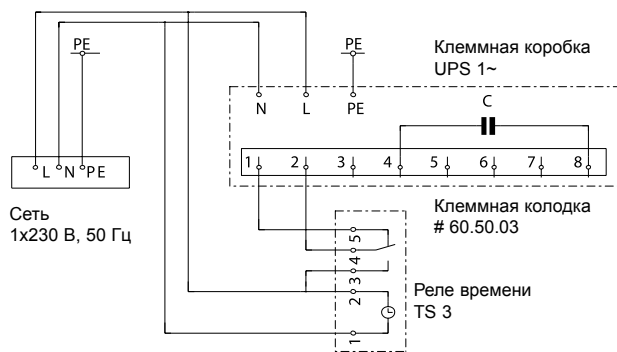 PE
PE
Клеммная коробка
UPS 1~
N L PE
C
1 2 3 4 5 6 7 8
L N PE
Сеть
1x230 В, 50 Гц
Клеммная колодка
# 60.50.03
5
4
3
2
1
Реле времени
TS 3